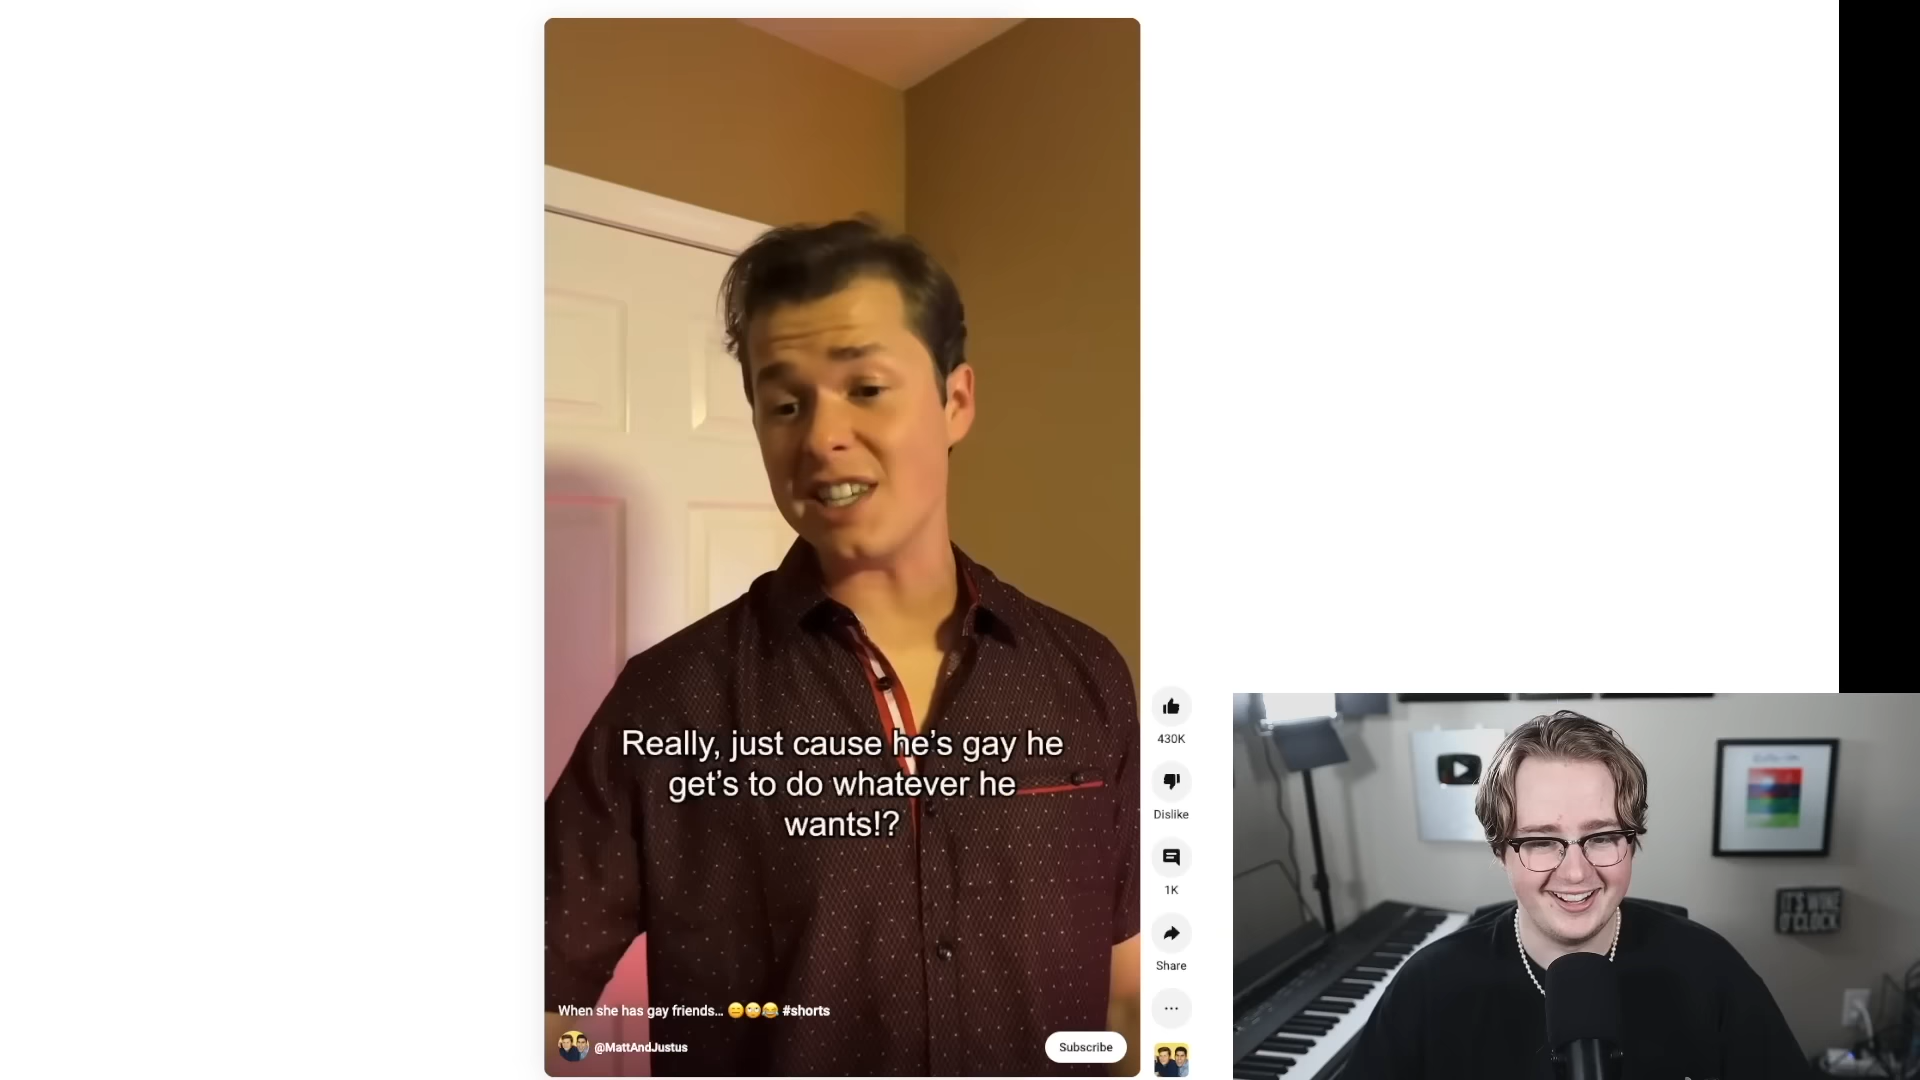 Really, just cause he's gay he
get's to do whatever he
wants!?
430K
Dislike
1K
Share
When she has gay friends... 😑🙄😂 #shorts
@MattAndJustus
Subscribe
IT'S WINE
O'CLOCK